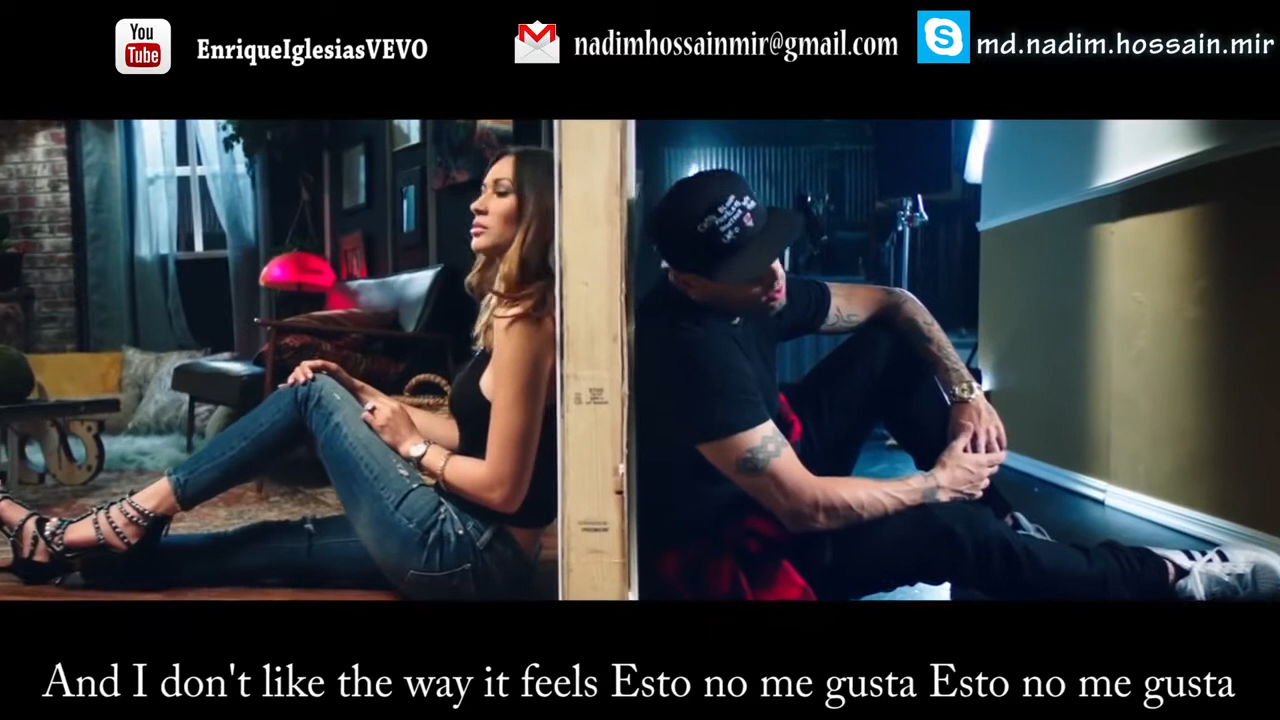 You
Tube
EnriqueIglesiasVEVO
nadimhossainmir@gmail.com
md.nadim.hossain.mir
And I don't like the way it feels Esto no me gusta Esto no me gusta